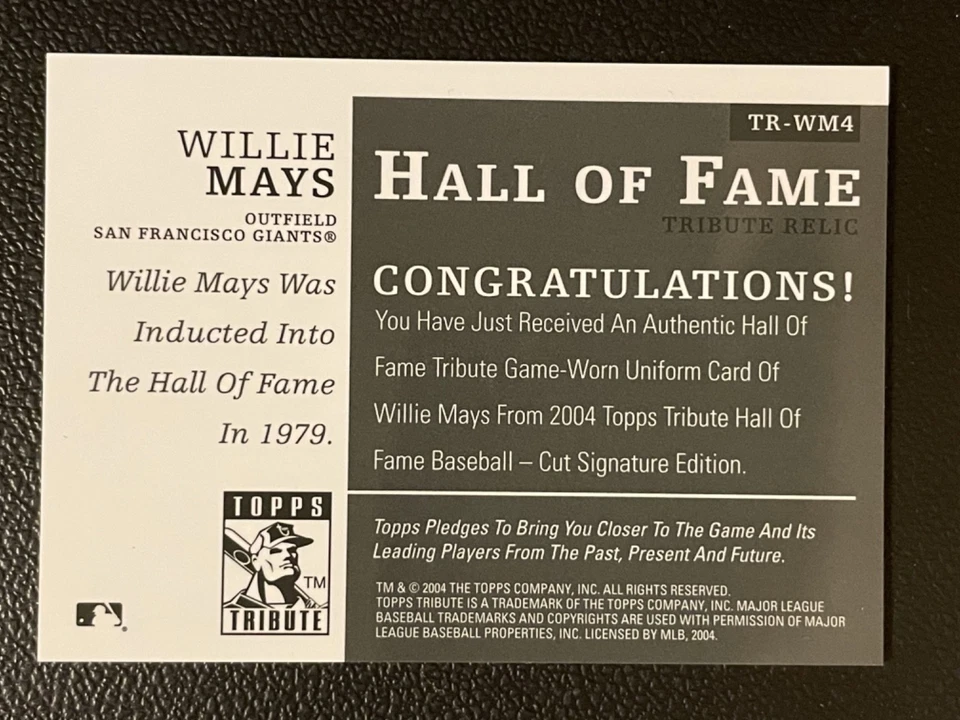 WILLIE
MAYS
OUTFIELD
SAN FRANCISCO GIANTS®
Willie Mays Was
Inducted Into
The Hall Of Fame
In 1979.
TOPPS
TM
TRIBUTE
TR-WM4
HALL OF FAME
TRIBUTE RELIC
CONGRATULATIONS!
You Have Just Received An Authentic Hall Of
Fame Tribute Game-Worn Uniform Card Of
Willie Mays From 2004 Topps Tribute Hall Of
Fame Baseball – Cut Signature Edition.
Topps Pledges To Bring You Closer To The Game And Its
Leading Players From The Past, Present And Future.
TM & © 2004 THE TOPPS COMPANY, INC. ALL RIGHTS RESERVED.
TOPPS TRIBUTE IS A TRADEMARK OF THE TOPPS COMPANY, INC. MAJOR LEAGUE
BASEBALL TRADEMARKS AND COPYRIGHTS ARE USED WITH PERMISSION OF MAJOR
LEAGUE BASEBALL PROPERTIES, INC. LICENSED BY MLB, 2004.